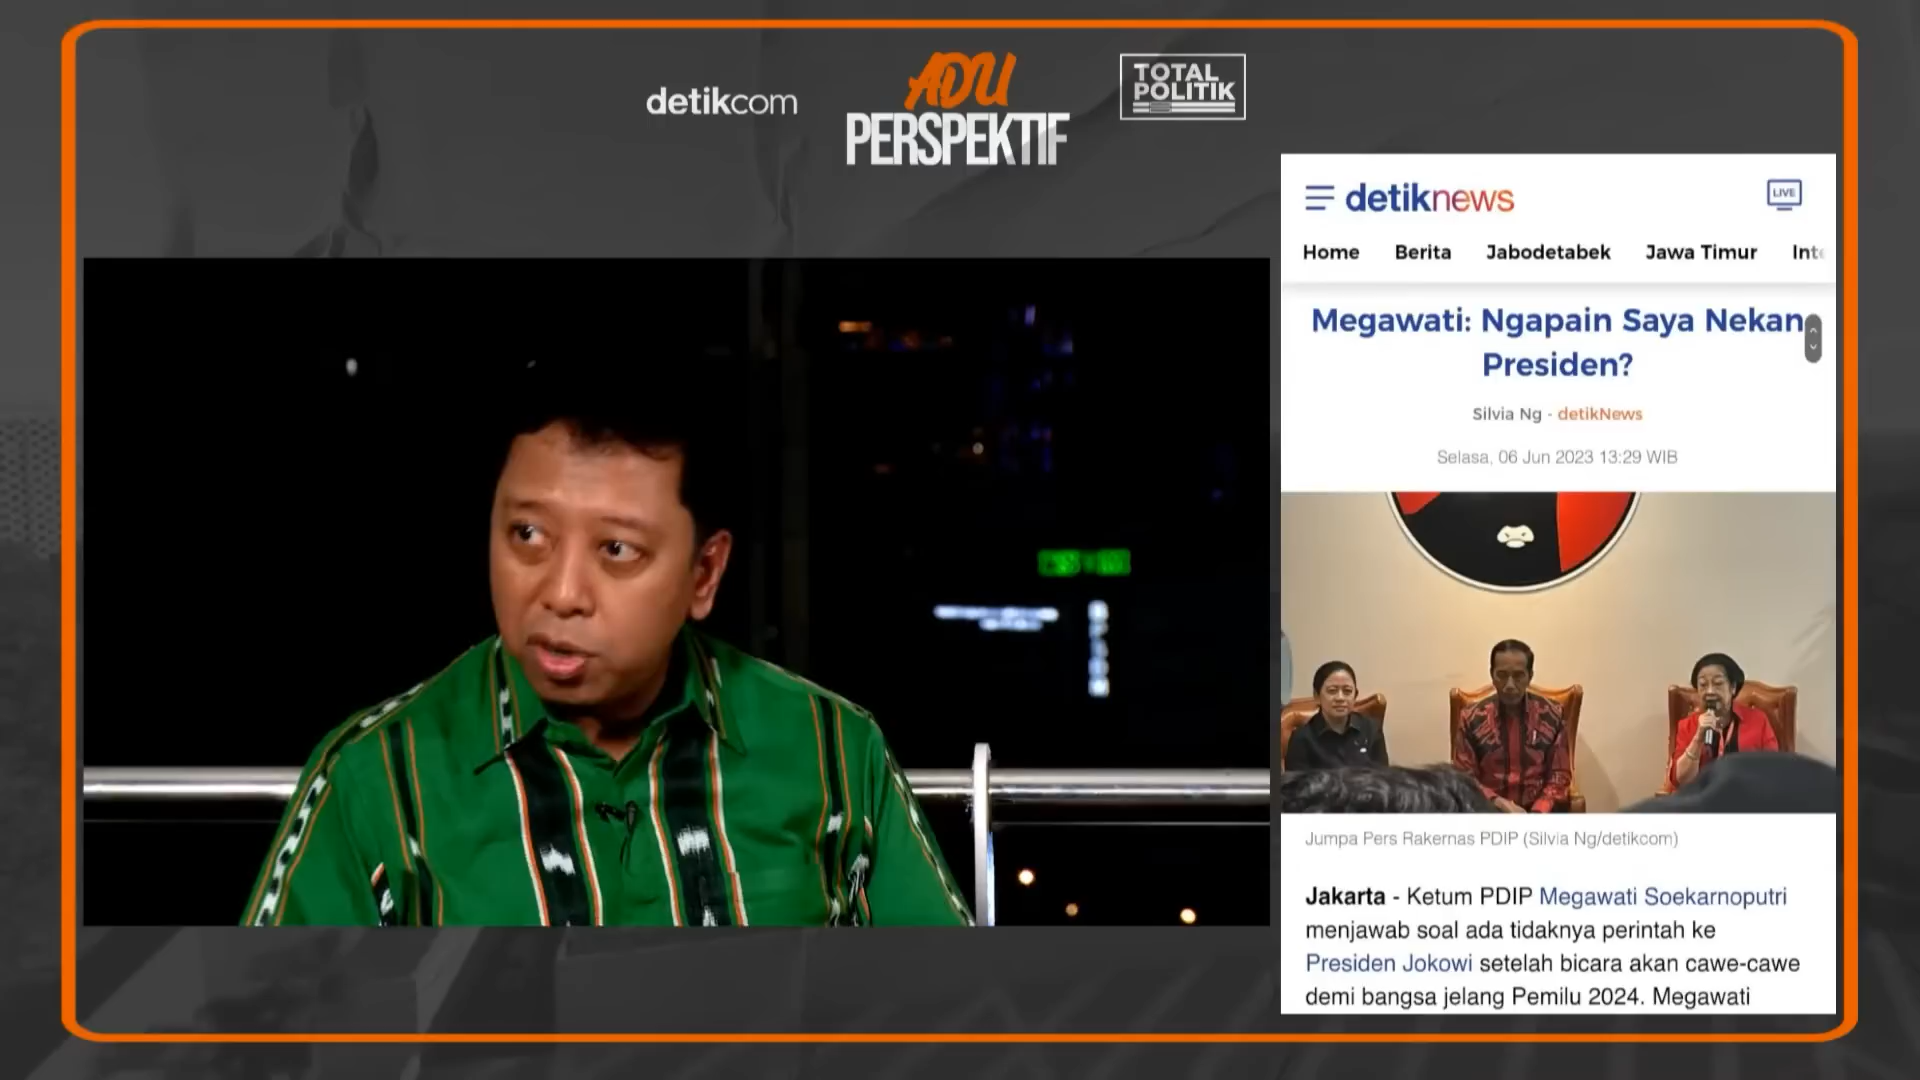 detikcom
ADU
PERSPEKTIF
TOTAL
POLITIK
detiknews
LIVE
Home Berita Jabodetabek Jawa Timur Inte
Megawati: Ngapain Saya Nekan
Presiden?
Silvia Ng - detikNews
Selasa, 06 Jun 2023 13:29 WIB
Jumpa Pers Rakernas PDIP (Silvia Ng/detikcom)
Jakarta - Ketum PDIP Megawati Soekarnoputri
menjawab soal ada tidaknya perintah ke
Presiden Jokowi setelah bicara akan cawe-cawe
demi bangsa jelang Pemilu 2024. Megawati